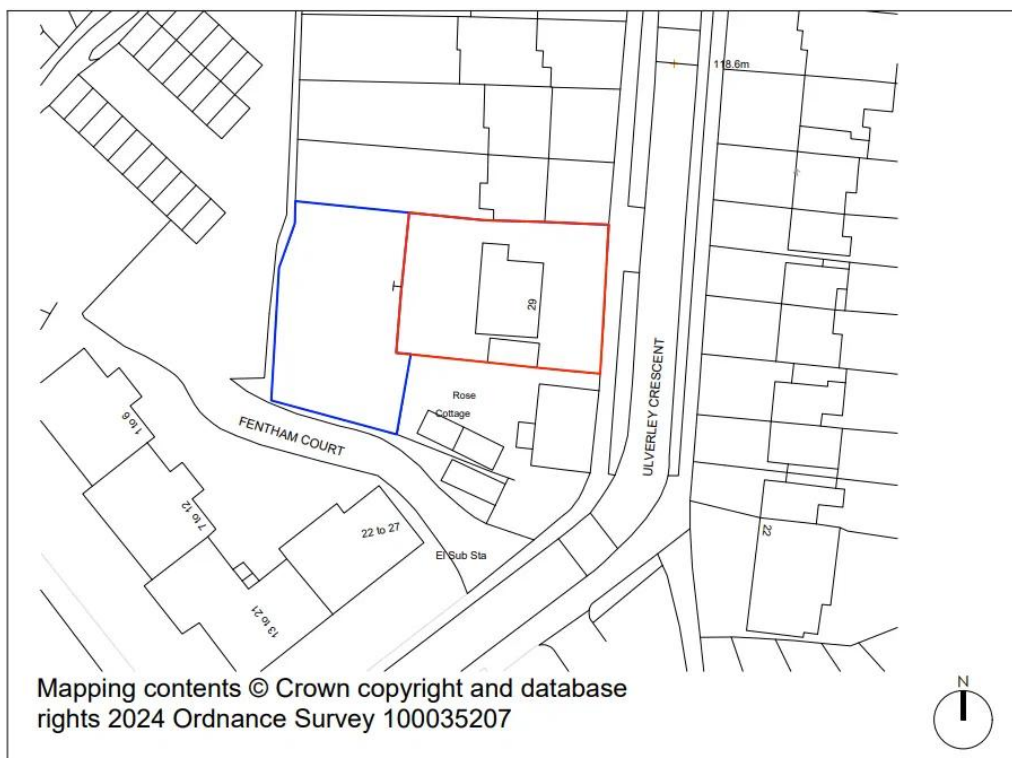 118.6m
29
ULVERLEY CRESCENT
Rose
Cottage
FENTHAM COURT
1 to 6
7 to 12
22 to 27
El Sub Sta
13 to 21
22
Mapping contents © Crown copyright and database
rights 2024 Ordnance Survey 100035207
N